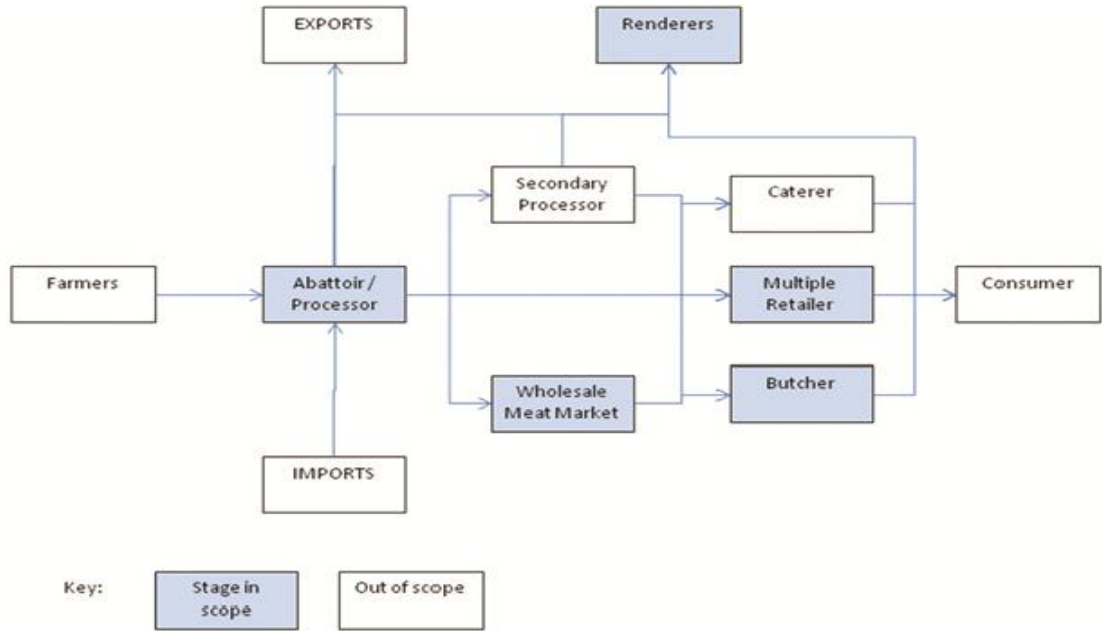 EXPORTS
Renderers
Secondary
Processor
Caterer
Farmers
Abattoir /
Processor
Multiple
Retailer
Consumer
Wholesale
Meat Market
Butcher
IMPORTS
Key:
Stage in
scope
Out of scope